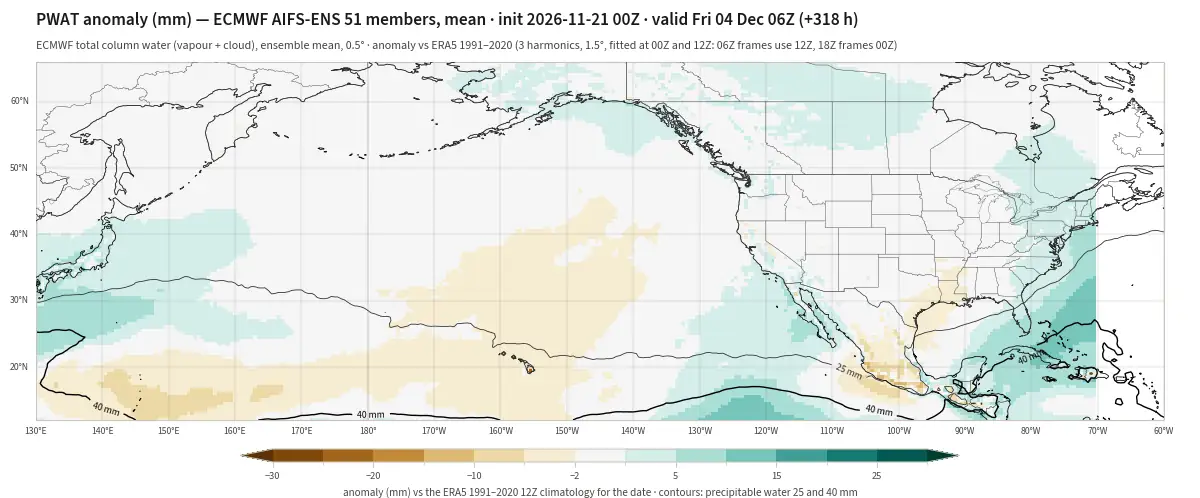 PWAT anomaly (mm) — ECMWF AIFS-ENS 51 members, mean · init 2026-11-21 00Z · valid Fri 04 Dec 06Z (+318 h)
ECMWF total column water (vapour + cloud), ensemble mean, 0.5° · anomaly vs ERA5 1991–2020 (3 harmonics, 1.5°, fitted at 00Z and 12Z: 06Z frames use 12Z, 18Z frames 00Z)
60°N
50°N
40°N
30°N
20°N
40 mm
40 mm
25 mm
40 mm
40 m
130°E
140°E
150°E
160°E
170°E
180°
170°W
160°W
150°W
140°W
130°W
120°W
110°W
100°W
90°W
80°W
70°W
60°W
−30
−20
−10
−2
5
15
25
anomaly (mm) vs the ERA5 1991–2020 12Z climatology for the date · contours: precipitable water 25 and 40 mm